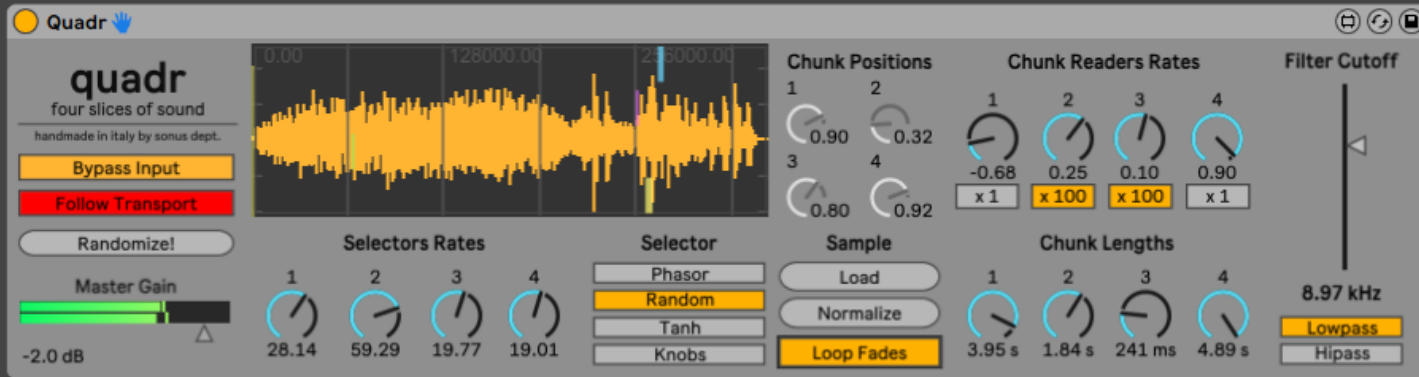 Quadr
quadr
four slices of sound
handmade in italy by sonus dept.
Bypass Input
Follow Transport
Randomize!
Master Gain
-2.0 dB
0.00 128000.00 256000.00
Selectors Rates
1 2 3 4
28.14 59.29 19.77 19.01
Selector
Phasor
Random
Tanh
Knobs
Chunk Positions
1 2
0.90 0.32
3 4
0.80 0.92
Sample
Load
Normalize
Loop Fades
Chunk Readers Rates
1 2 3 4
-0.68 0.25 0.10 0.90
x 1 x 100 x 100 x 1
Chunk Lengths
1 2 3 4
3.95 s 1.84 s 241 ms 4.89 s
Filter Cutoff
8.97 kHz
Lowpass
Hipass